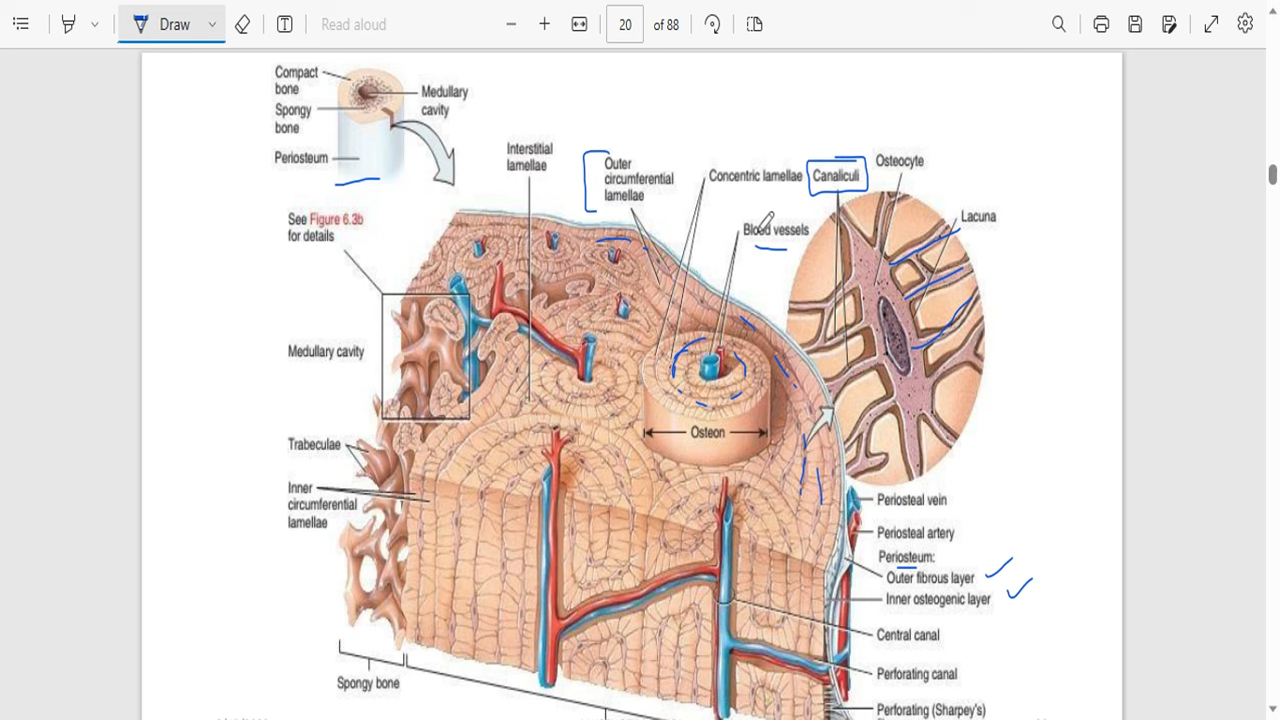 Draw
Read aloud
20
of 88
Compact
bone
Spongy
bone
Periosteum
Medullary
cavity
Interstitial
lamellae
Outer
circumferential
lamellae
Concentric lamellae
Canaliculi
Osteocyte
Lacuna
Blood vessels
See Figure 6.3b
for details
Medullary cavity
Osteon
Trabeculae
Inner
circumferential
lamellae
Periosteal vein
Periosteal artery
Periosteum:
Outer fibrous layer
Inner osteogenic layer
Central canal
Perforating canal
Spongy bone
Perforating (Sharpey's)